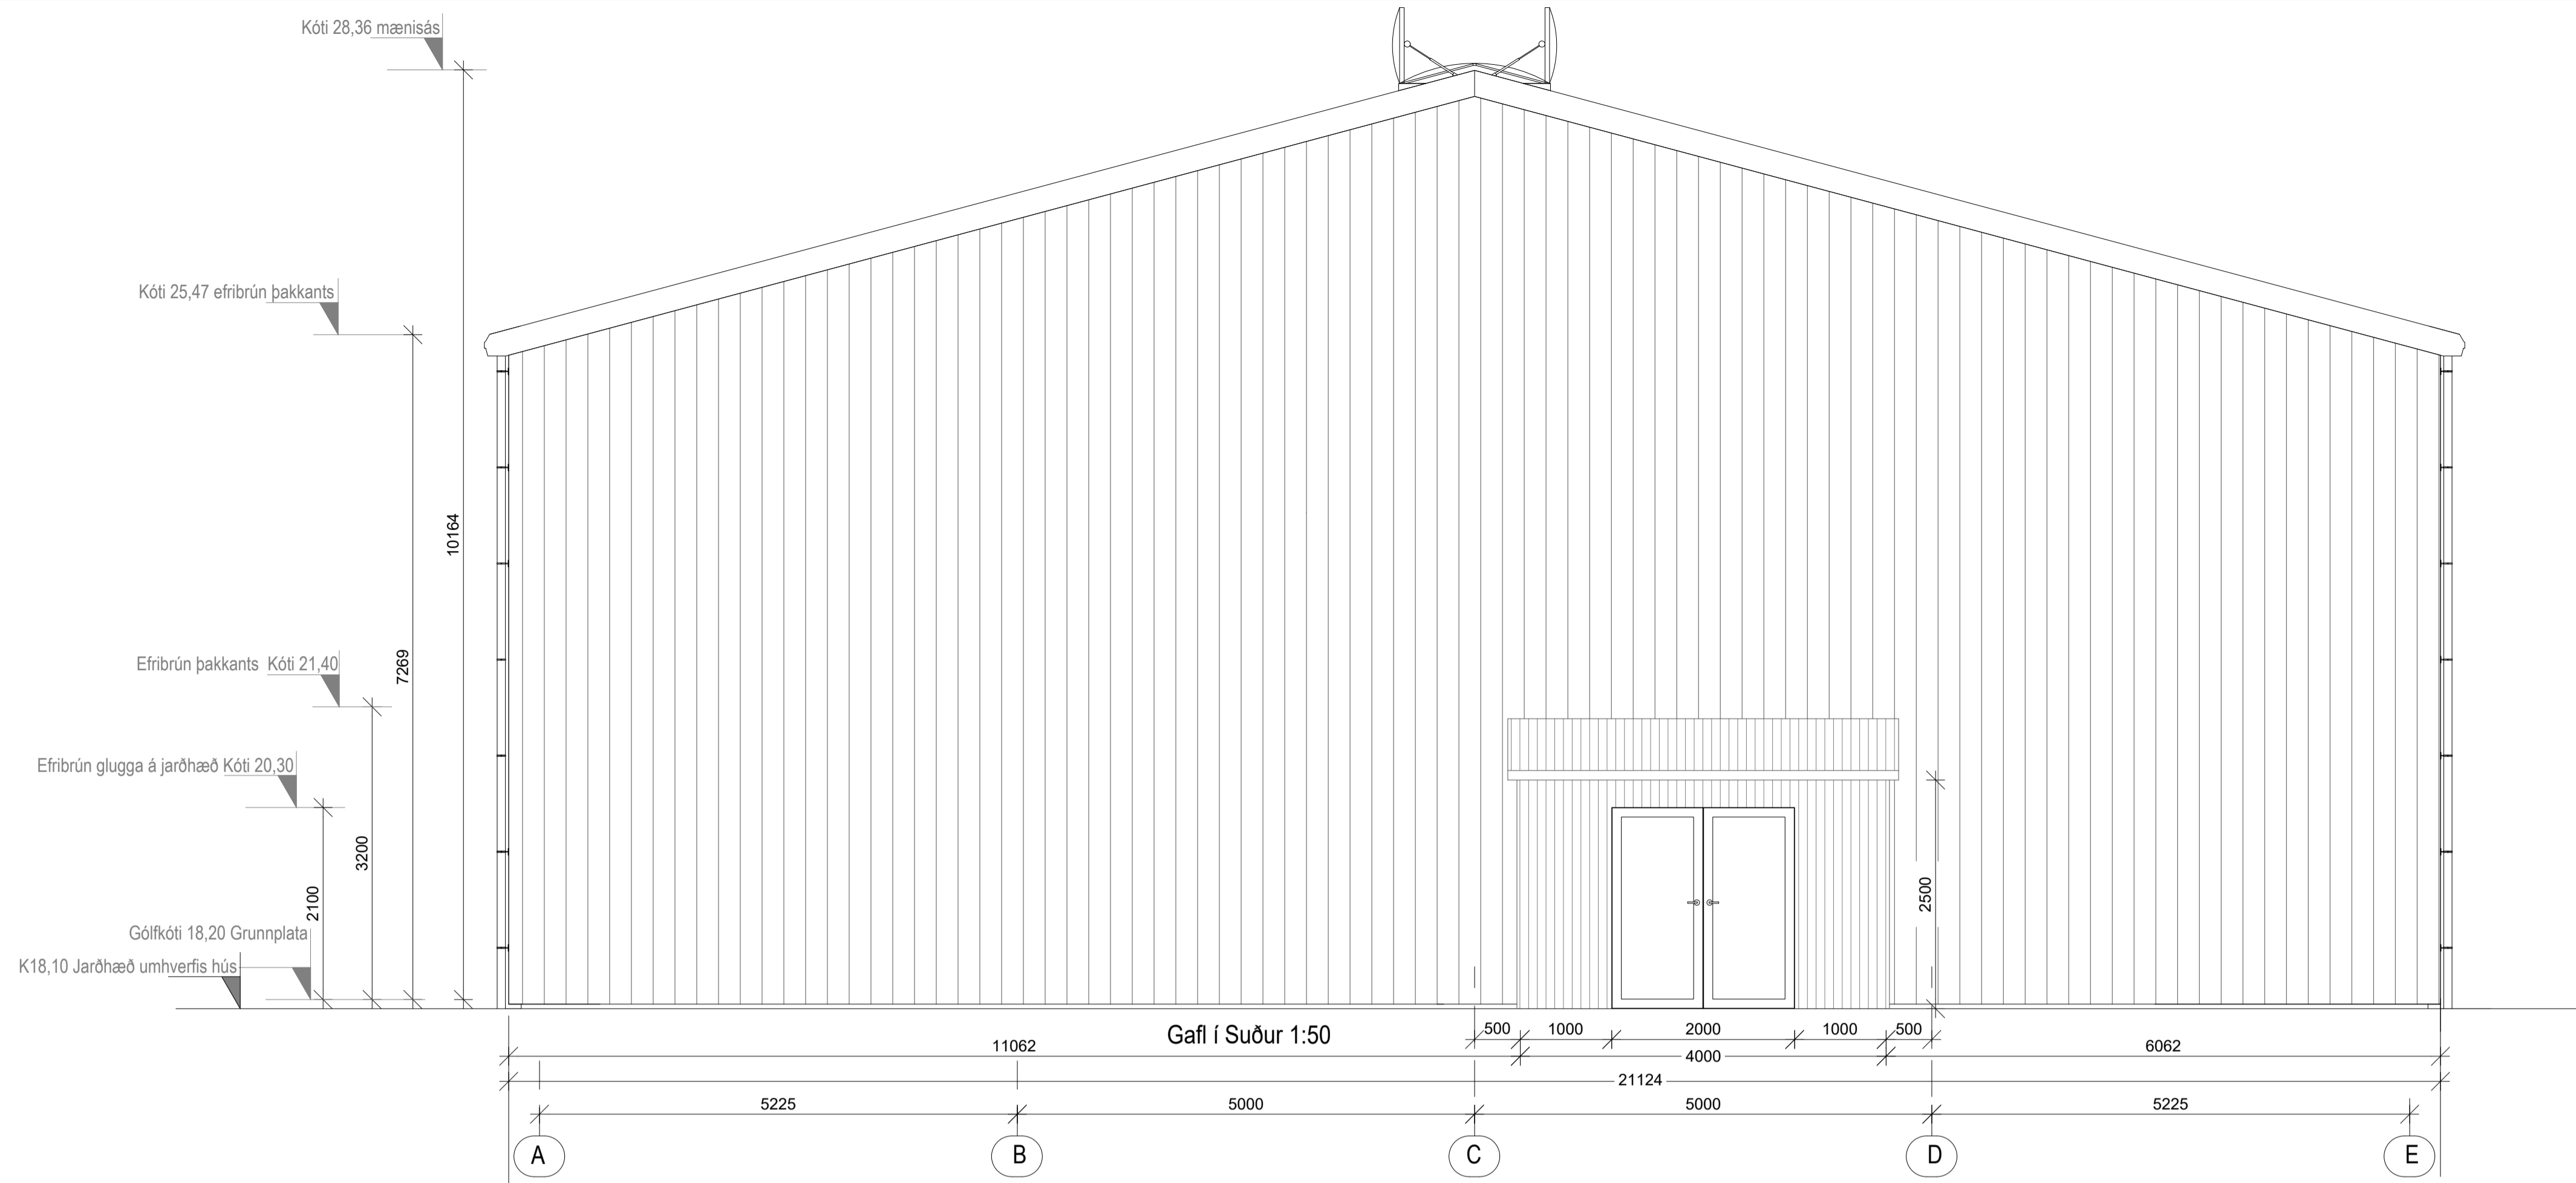 Kóti 28,36 mænisás
Kóti 25,47 efribrún þakkants
10164
7269
Efribrún þakkants Kóti 21,40
Efribrún glugga á jarðhæð Kóti 20,30
3200
2100
2500
Gólfkóti 18,20 Grunnplata
K18,10 Jarðhæð umhverfis hús
Gafl í Suður 1:50
500 1000 2000 1000 500
11062 4000 6062
21124
5225 5000 5000 5225
A B C D E